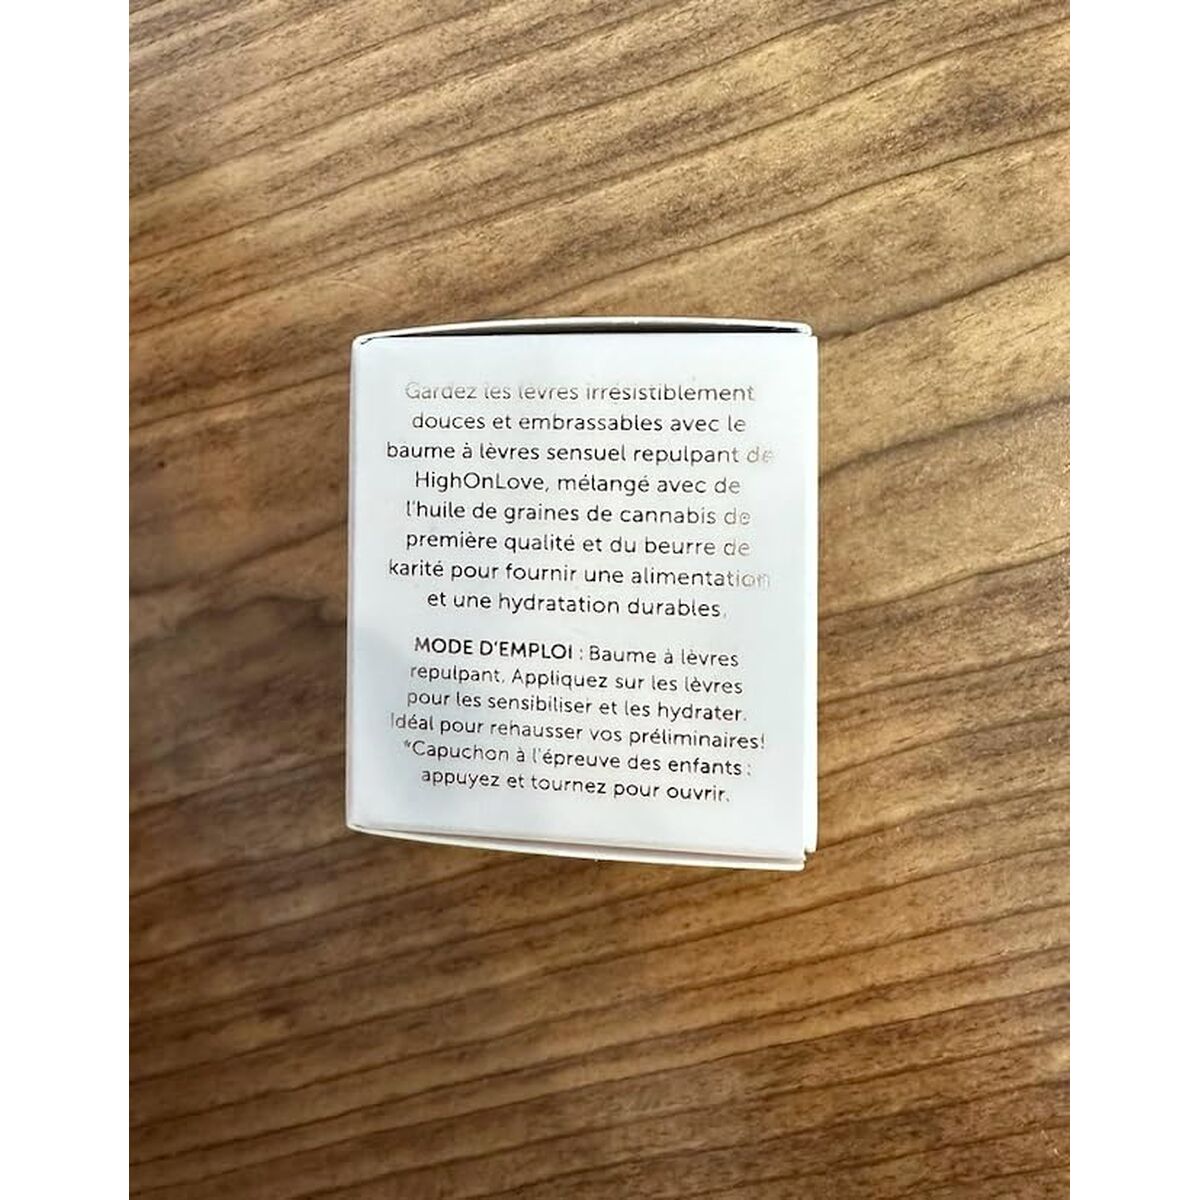 Gardez les lèvres irrésistiblement
douces et embrassables avec le
baume à lèvres sensuel repulpant de
HighOnLove, mélangé avec de
l'huile de graines de cannabis de
première qualité et du beurre de
karité pour fournir une alimentation
et une hydratation durables.
MODE D'EMPLOI : Baume à lèvres
repulpant. Appliquez sur les lèvres
pour les sensibiliser et les hydrater.
Idéal pour rehausser vos préliminaires!
*Capuchon à l'épreuve des enfants :
appuyez et tournez pour ouvrir.